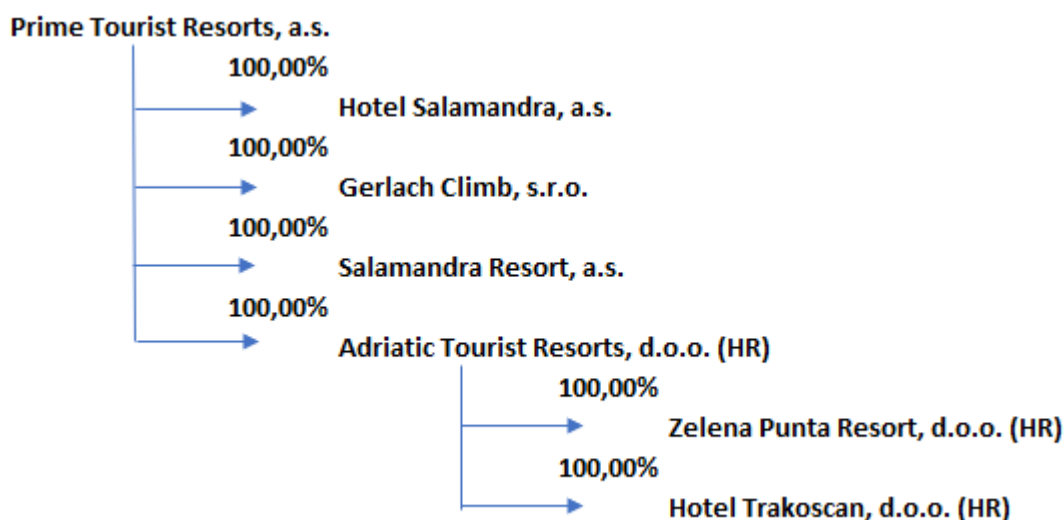 Prime Tourist Resorts, a.s.
100,00%
Hotel Salamandra, a.s.
100,00%
Gerlach Climb, s.r.o.
100,00%
Salamandra Resort, a.s.
100,00%
Adriatic Tourist Resorts, d.o.o. (HR)
100,00%
Zelena Punta Resort, d.o.o. (HR)
100,00%
Hotel Trakoscan, d.o.o. (HR)